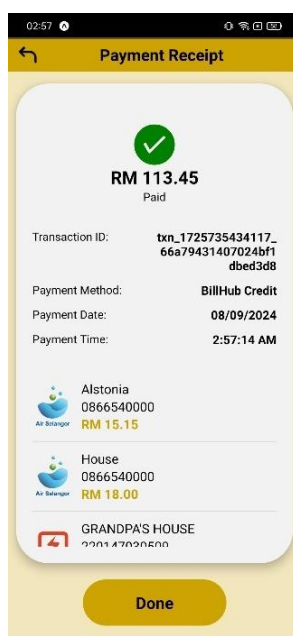 02:57
Payment Receipt
RM 113.45
Paid
Transaction ID: txn_1725735434117_
66a79431407024bf1
dbed3d8
Payment Method: BillHub Credit
Payment Date: 08/09/2024
Payment Time: 2:57:14 AM
Alstonia
0866540000
Air Selangor RM 15.15
House
0866540000
Air Selangor RM 18.00
GRANDPA'S HOUSE
220147030509
Done